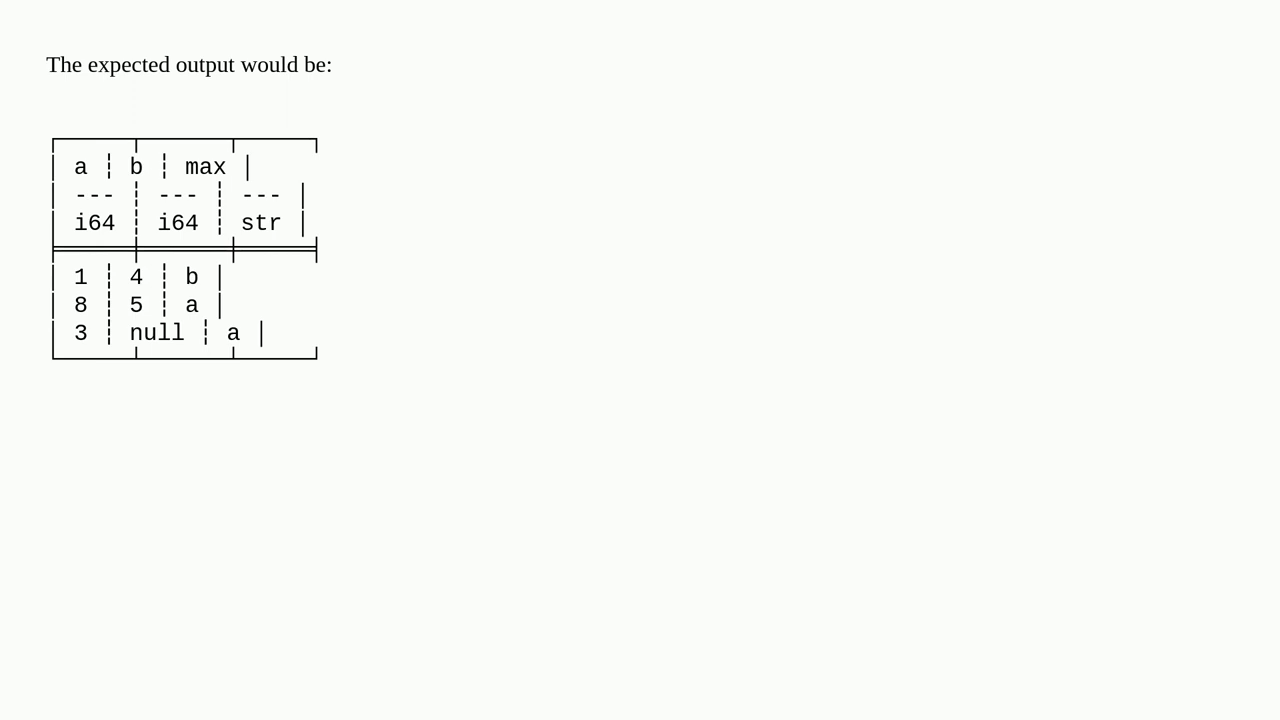 The expected output would be:
┌─────┬──────┬─────┐
│ a ┆ b ┆ max │
│ --- ┆ --- ┆ --- │
│ i64 ┆ i64 ┆ str │
╞═════╪══════╪═════╡
│ 1 ┆ 4 ┆ b │
│ 8 ┆ 5 ┆ a │
│ 3 ┆ null ┆ a │
└─────┴──────┴─────┘